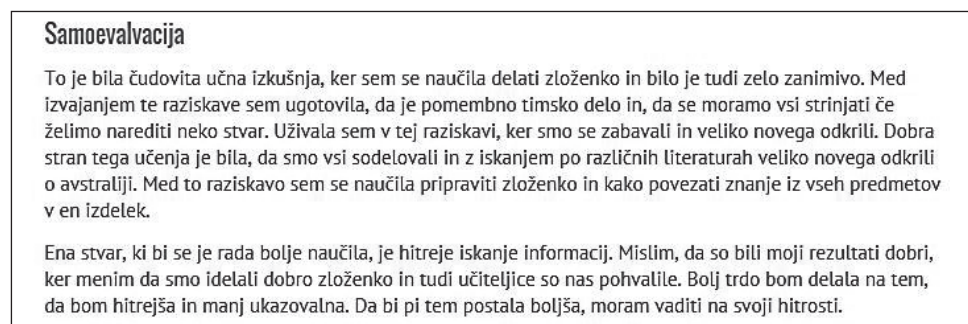 Samoevalvacija
To je bila čudovita učna izkušnja, ker sem se naučila delati zloženko in bilo je tudi zelo zanimivo. Med
izvajanjem te raziskave sem ugotovila, da je pomembno timsko delo in, da se moramo vsi strinjati če
želimo narediti neko stvar. Uživala sem v tej raziskavi, ker smo se zabavali in veliko novega odkrili. Dobra
stran tega učenja je bila, da smo vsi sodelovali in z iskanjem po različnih literaturah veliko novega odkrili
o avstraliji. Med to raziskavo sem se naučila pripraviti zloženko in kako povezati znanje iz vseh predmetov
v en izdelek.
Ena stvar, ki bi se je rada bolje naučila, je hitreje iskanje informacij. Mislim, da so bili moji rezultati dobri,
ker menim da smo idelali dobro zloženko in tudi učiteljice so nas pohvalile. Bolj trdo bom delala na tem,
da bom hitrejša in manj ukazovalna. Da bi pi tem postala boljša, moram vaditi na svoji hitrosti.